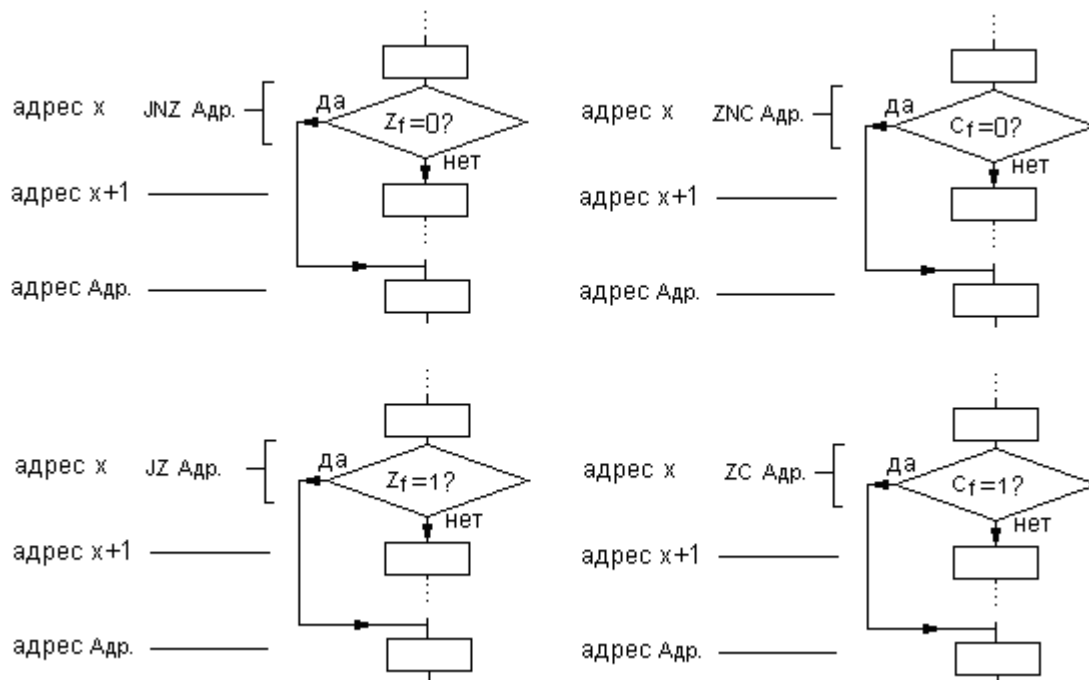 да
адрес x JNZ Адр.
Zf=0?
нет
адрес x+1
адрес Адр.
да
адрес x ZNC Адр.
Cf=0?
нет
адрес x+1
адрес Адр.
да
адрес x JZ Адр.
Zf=1?
нет
адрес x+1
адрес Адр.
да
адрес x ZC Адр.
Cf=1?
нет
адрес x+1
адрес Адр.